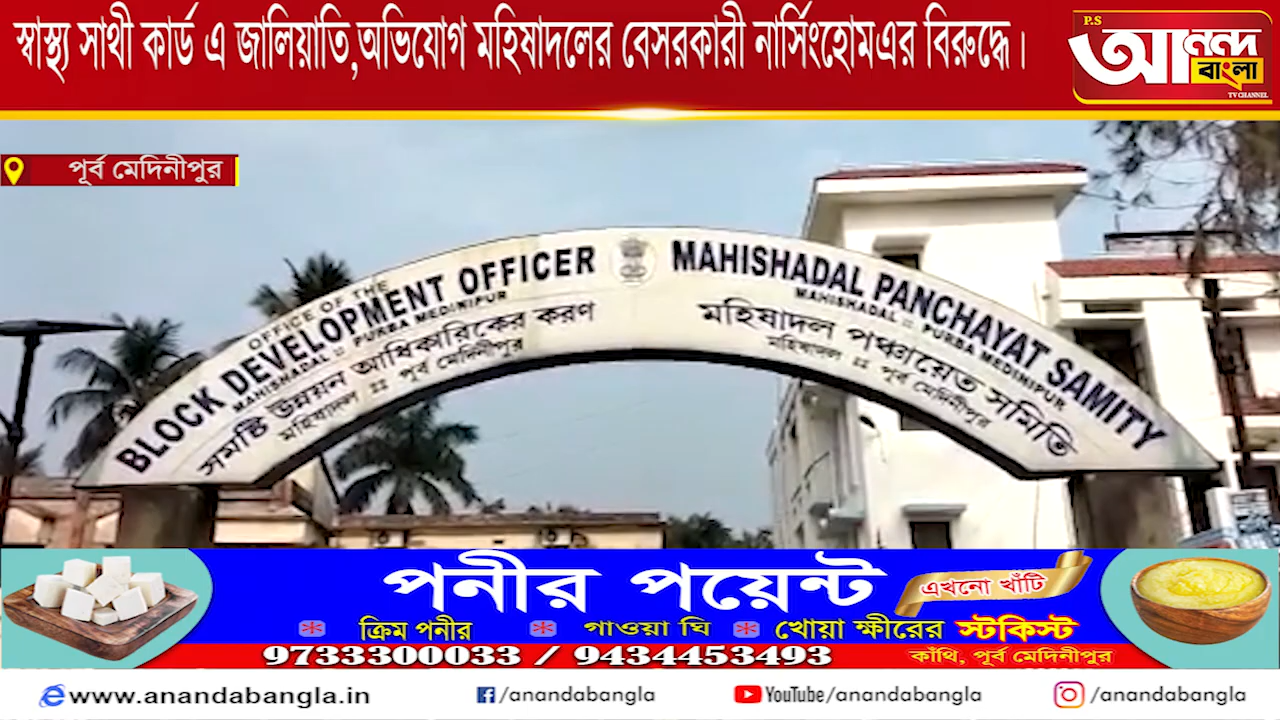 স্বাস্থ্য সাথী কার্ড এ জালিয়াতি,অভিযোগ মহিষাদলের বেসরকারী নার্সিংহোমএর বিরুদ্ধে।
P.S
আনন্দ
বাংলা
TV CHANNEL
পূর্ব মেদিনীপুর
OFFICE OF THE
BLOCK DEVELOPMENT OFFICER
MAHISHADAL :: PURBA MEDINIPUR
সমষ্টি উন্নয়ন আধিকারিকের করণ
মহিষাদল :: পূর্ব মেদিনীপুর
MAHISHADAL PANCHAYAT SAMITY
MAHISHADAL :: PURBA MEDINIPUR
মহিষাদল পঞ্চায়েত সমিতি
মহিষাদল :: পূর্ব মেদিনীপুর
পনীর পয়েন্ট
এখনো খাঁটি
ক্রিম পনীর গাওয়া ঘি খোয়া ক্ষীরের স্টকিস্ট
9733300033 / 9434453493
কাঁথি, পূর্ব মেদিনীপুর
www.anandabangla.in
/anandabangla
YouTube/anandabangla
/anandabangla